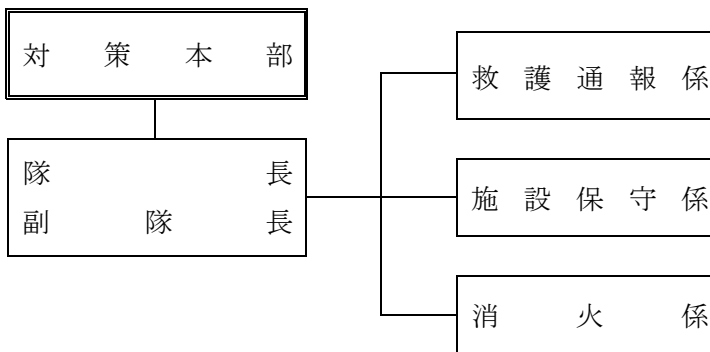 対策本部
隊長
副隊長
救護通報係
施設保守係
消火係